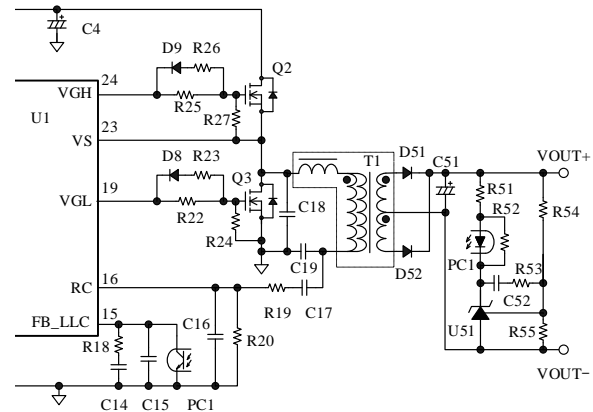 C4
D9 R26
Q2
24
VGH
R25
U1
R27
23
VS
D8 R23
T1
D51
C51
VOUT+
Q3
19
VGL
R22
R51
R52
R54
C18
R24
C19
D52
PC1
R53
16
RC
C52
R19
C17
15
FB_LLC
C16
R20
U51
R55
R18
VOUT−
C14 C15 PC1